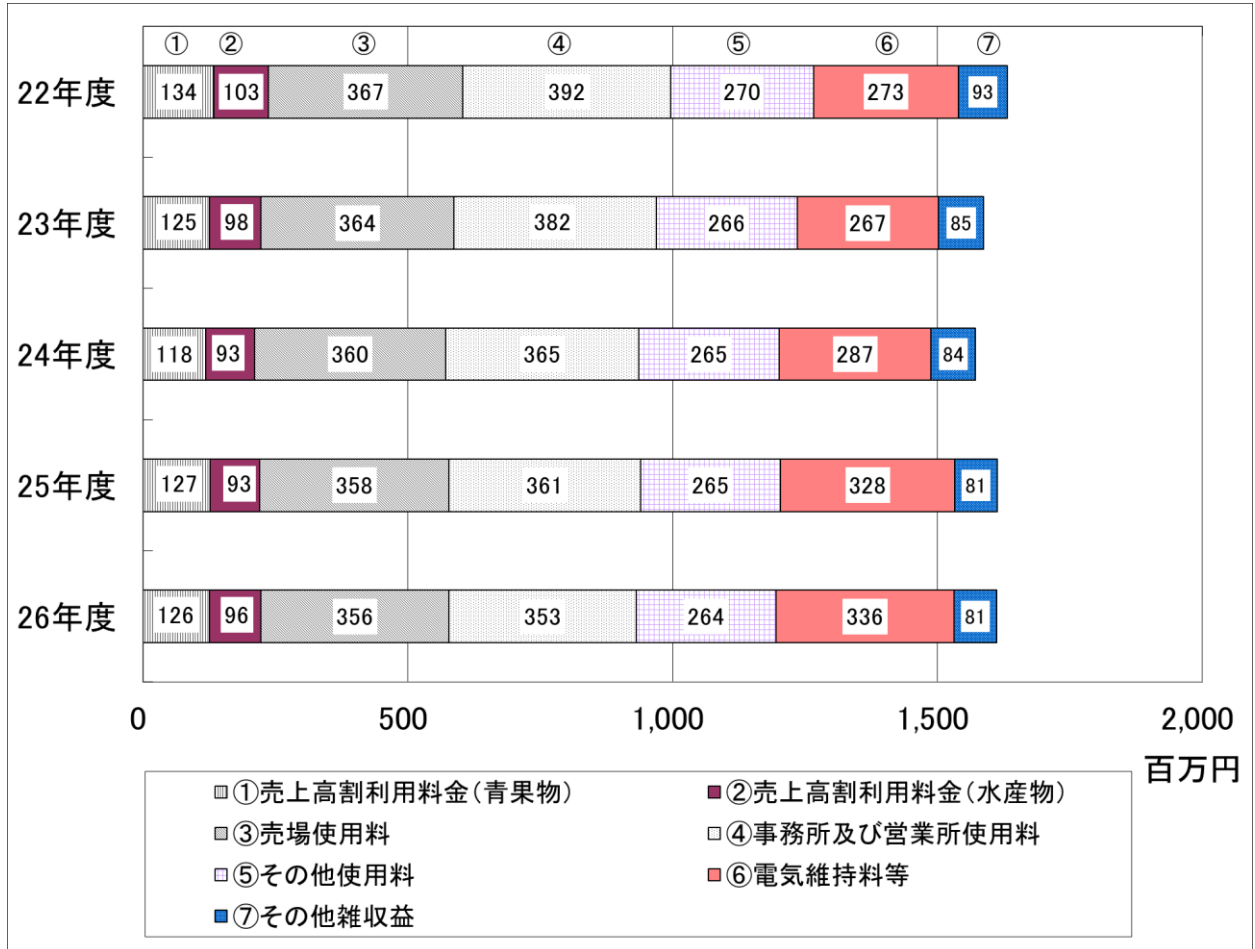 ① ② ③ ④ ⑤ ⑥ ⑦
22年度 134 103 367 392 270 273 93
23年度 125 98 364 382 266 267 85
24年度 118 93 360 365 265 287 84
25年度 127 93 358 361 265 328 81
26年度 126 96 356 353 264 336 81
0 500 1,000 1,500 2,000
百万円
①売上高割利用料金(青果物) ②売上高割利用料金(水産物)
③売場使用料 ④事務所及び営業所使用料
⑤その他使用料 ⑥電気維持料等
⑦その他雑収益